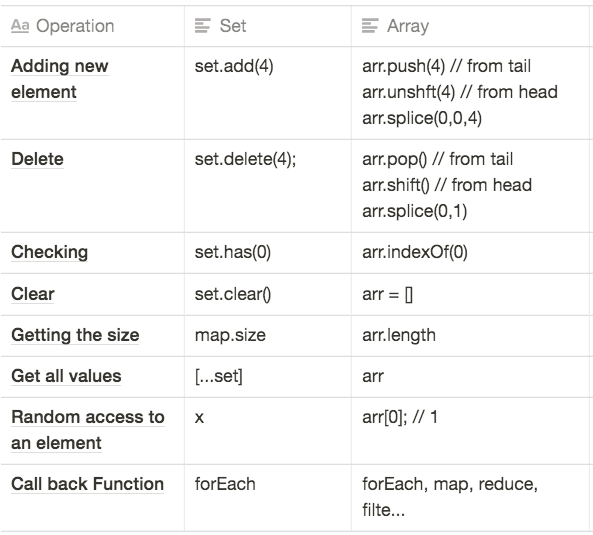 Aa Operation Set Array
Adding new set.add(4) arr.push(4) // from tail
element arr.unshft(4) // from head
arr.splice(0,0,4)
Delete set.delete(4); arr.pop() // from tail
arr.shift() // from head
arr.splice(0,1)
Checking set.has(0) arr.indexOf(0)
Clear set.clear() arr = []
Getting the size map.size arr.length
Get all values [...set] arr
Random access to x arr[0]; // 1
an element
Call back Function forEach forEach, map, reduce,
filte...